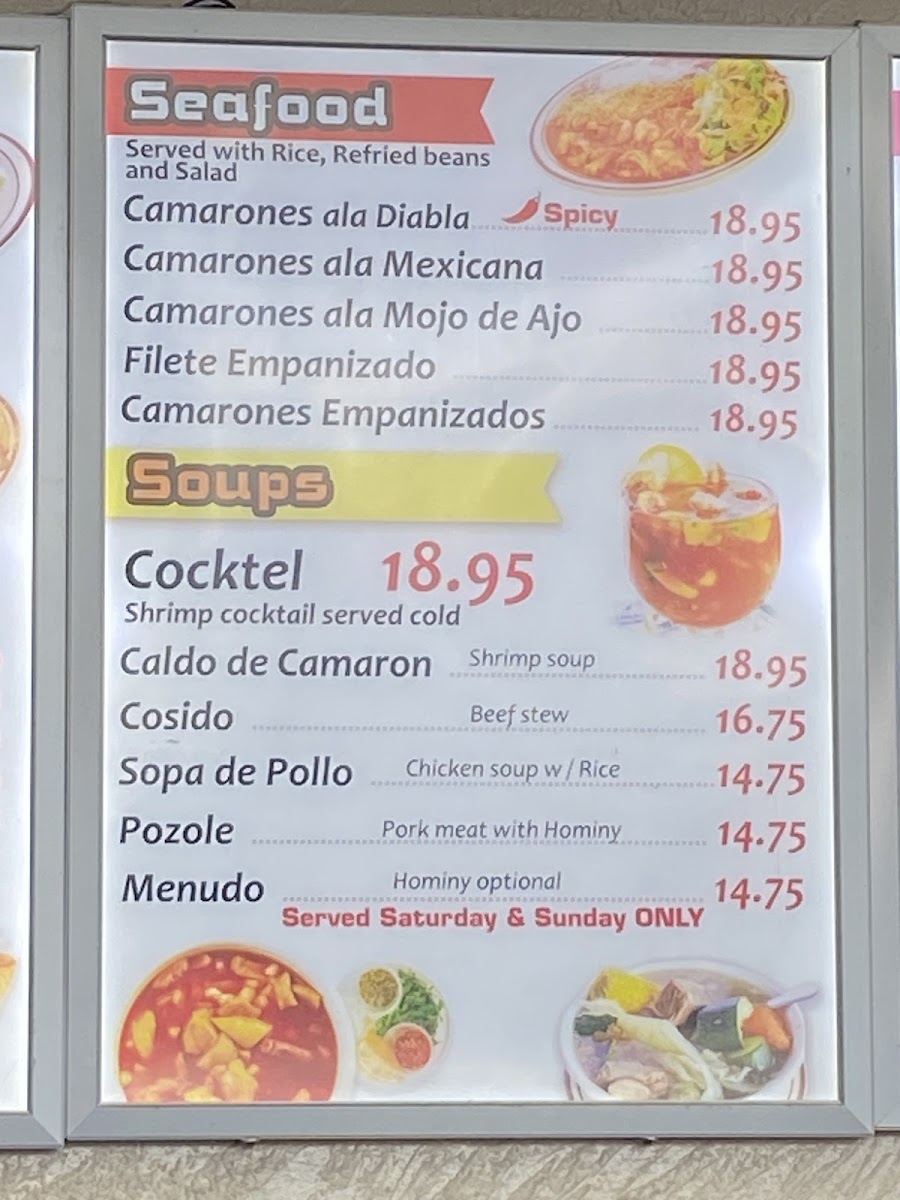 Seafood
Served with Rice, Refried beans
and Salad
Camarones ala Diabla Spicy 18.95
Camarones ala Mexicana 18.95
Camarones ala Mojo de Ajo 18.95
Filete Empanizado 18.95
Camarones Empanizados 18.95
Soups
Cocktel 18.95
Shrimp cocktail served cold
Caldo de Camaron Shrimp soup 18.95
Cosido Beef stew 16.75
Sopa de Pollo Chicken soup w/Rice 14.75
Pozole Pork meat with Hominy 14.75
Menudo Hominy optional 14.75
Served Saturday & Sunday ONLY